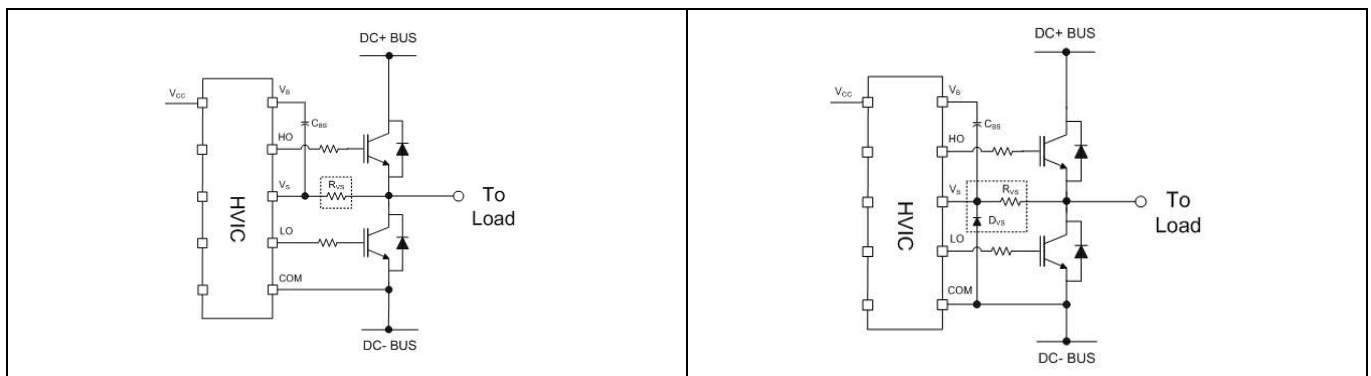 DC+ BUS
VCC
VB
CBS
HO
VS
RVS
To
Load
HVIC
LO
COM
DC- BUS
DC+ BUS
VCC
VB
CBS
HO
VS
RVS
To
Load
HVIC
DVS
LO
COM
DC- BUS